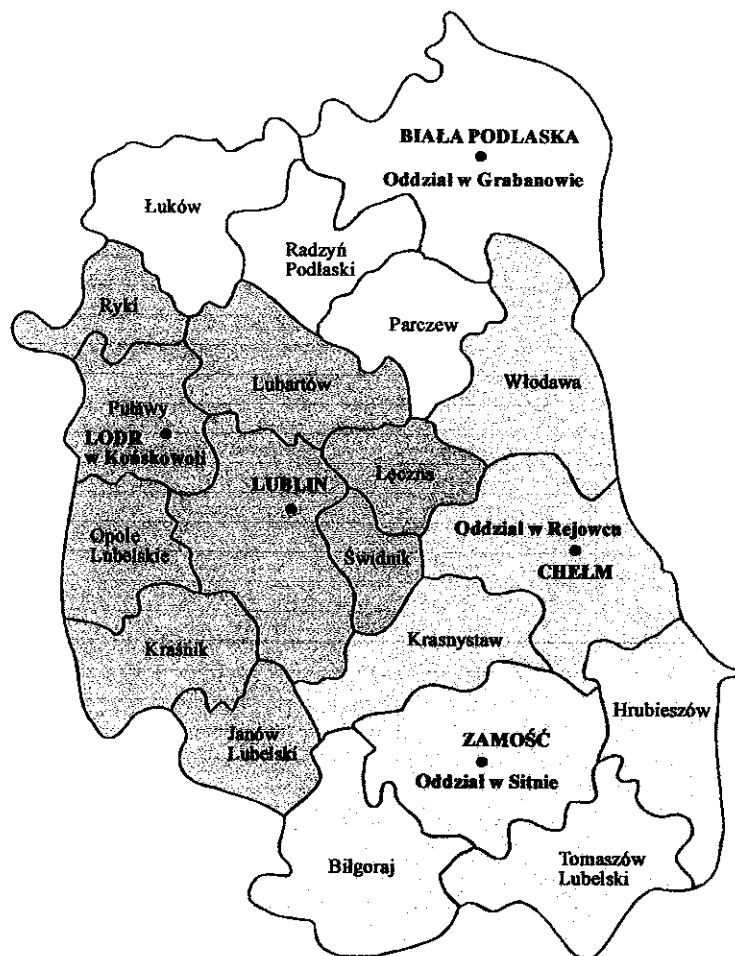 BIAŁA PODLASKA
Oddział w Grabanowie
Łuków
Radzyń
Podlaski
Ryki
Parczew
Lubartów
Włodawa
Puławy
LODR
w Końskowoli
LUBLIN
Łęczna
Oddział w Rejowcu
CHEŁM
Opole
Lubelskie
Świdnik
Kraśnik
Krasnystaw
Hrubieszów
Janów
Lubelski
ZAMOŚĆ
Oddział w Sitnie
Biłgoraj
Tomaszów
Lubelski